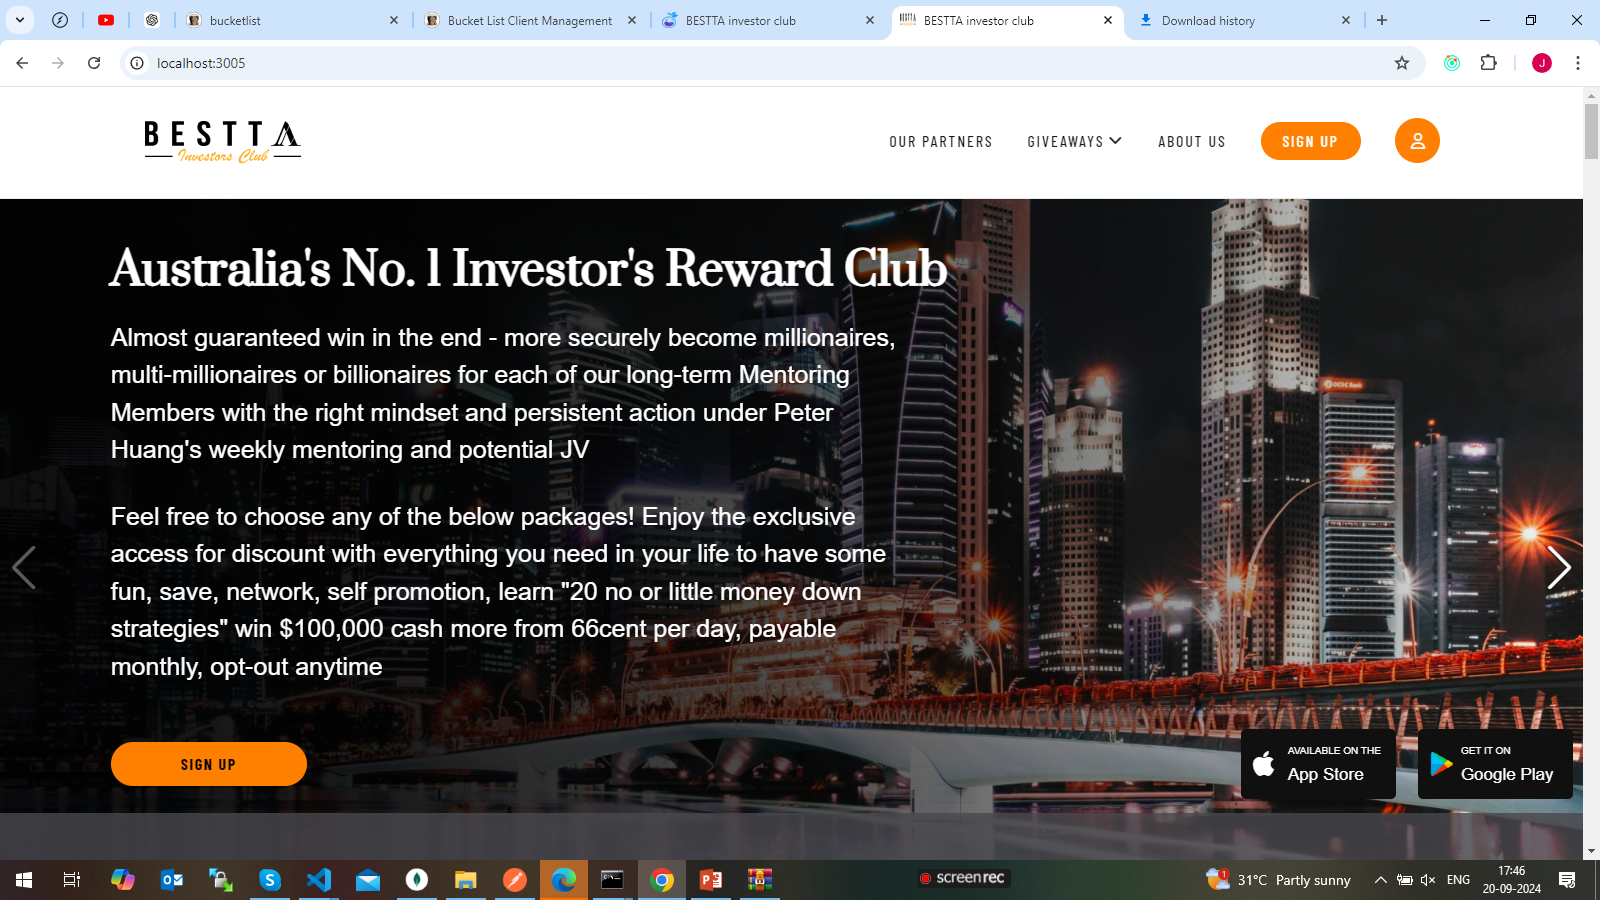 bucketlist
Bucket List Client Management
BESTTA investor club
BESTTA investor club
Download history
localhost:3005
J
BESTTA
Investors Club
OUR PARTNERS
GIVEAWAYS
ABOUT US
SIGN UP
Australia's No. 1 Investor's Reward Club
Almost guaranteed win in the end - more securely become millionaires,
multi-millionaires or billionaires for each of our long-term Mentoring
Members with the right mindset and persistent action under Peter
Huang's weekly mentoring and potential JV
Feel free to choose any of the below packages! Enjoy the exclusive
access for discount with everything you need in your life to have some
fun, save, network, self promotion, learn "20 no or little money down
strategies" win $100,000 cash more from 66cent per day, payable
monthly, opt-out anytime
SIGN UP
OCBC Bank
AVAILABLE ON THE
App Store
GET IT ON
Google Play
screenrec
1
31°C Partly sunny
ENG
17:46
20-09-2024